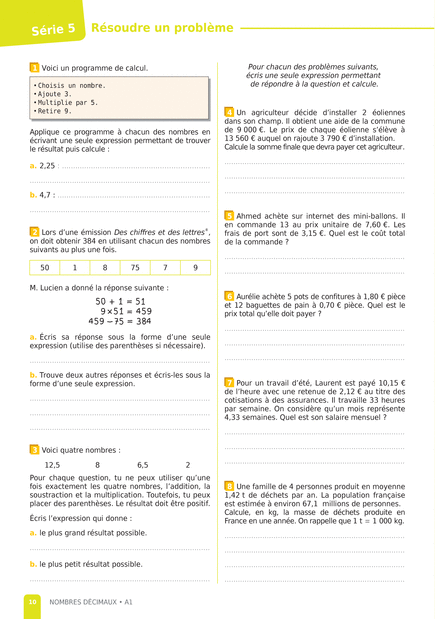 Série 5 Résoudre un problème
1 Voici un programme de calcul.
• Choisis un nombre.
• Ajoute 3.
• Multiplie par 5.
• Retire 9.
Applique ce programme à chacun des nombres en
écrivant une seule expression permettant de trouver
le résultat puis calcule :
a. 2,25 :
b. 4,7 :
2 Lors d'une émission Des chiffres et des lettres*,
on doit obtenir 384 en utilisant chacun des nombres
suivants au plus une fois.
50 1 8 75 7 9
M. Lucien a donné la réponse suivante :
50 + 1 = 51
9×51 = 459
459 – 75 = 384
a. Écris sa réponse sous la forme d'une seule
expression (utilise des parenthèses si nécessaire).
b. Trouve deux autres réponses et écris-les sous la
forme d'une seule expression.
3 Voici quatre nombres :
12,5 8 6,5 2
Pour chaque question, tu ne peux utiliser qu'une
fois exactement les quatre nombres, l'addition, la
soustraction et la multiplication. Toutefois, tu peux
placer des parenthèses. Le résultat doit être positif.
Écris l'expression qui donne :
a. le plus grand résultat possible.
b. le plus petit résultat possible.
Pour chacun des problèmes suivants,
écris une seule expression permettant
de répondre à la question et calcule.
4 Un agriculteur décide d'installer 2 éoliennes
dans son champ. Il obtient une aide de la commune
de 9 000 €. Le prix de chaque éolienne s'élève à
13 560 € auquel on rajoute 3 790 € d'installation.
Calcule la somme finale que devra payer cet agriculteur.
5 Ahmed achète sur internet des mini-ballons. Il
en commande 13 au prix unitaire de 7,60 €. Les
frais de port sont de 3,15 €. Quel est le coût total
de la commande ?
6 Aurélie achète 5 pots de confitures à 1,80 € pièce
et 12 baguettes de pain à 0,70 € pièce. Quel est le
prix total qu'elle doit payer ?
7 Pour un travail d'été, Laurent est payé 10,15 €
de l'heure avec une retenue de 2,12 € au titre des
cotisations à des assurances. Il travaille 33 heures
par semaine. On considère qu'un mois représente
4,33 semaines. Quel est son salaire mensuel ?
8 Une famille de 4 personnes produit en moyenne
1,42 t de déchets par an. La population française
est estimée à environ 67,1 millions de personnes.
Calcule, en kg, la masse de déchets produite en
France en une année. On rappelle que 1 t = 1 000 kg.
10 NOMBRES DÉCIMAUX • A1